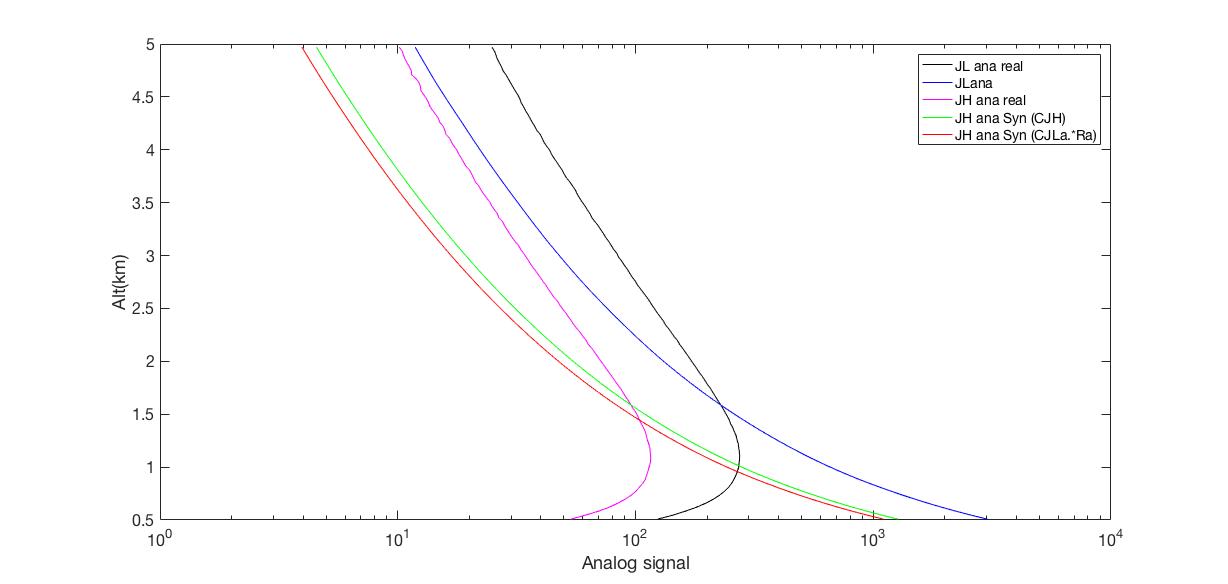 5
4.5
4
3.5
3
2.5
2
1.5
1
0.5
Alt(km)
10^0
10^1
10^2
10^3
10^4
Analog signal
JL ana real
JLana
JH ana real
JH ana Syn (CJH)
JH ana Syn (CJLa.*Ra)